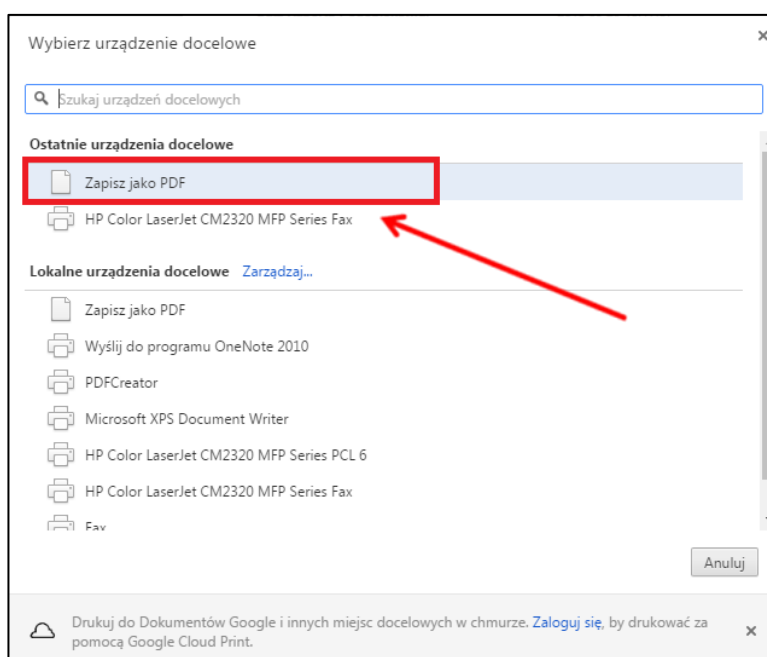 Wybierz urządzenie docelowe
Szukaj urządzeń docelowych
Ostatnie urządzenia docelowe
Zapisz jako PDF
HP Color LaserJet CM2320 MFP Series Fax
Lokalne urządzenia docelowe Zarządzaj...
Zapisz jako PDF
Wyślij do programu OneNote 2010
PDFCreator
Microsoft XPS Document Writer
HP Color LaserJet CM2320 MFP Series PCL 6
HP Color LaserJet CM2320 MFP Series Fax
Fax
Anuluj
Drukuj do Dokumentów Google i innych miejsc docelowych w chmurze. Zaloguj się, by drukować za
pomocą Google Cloud Print.